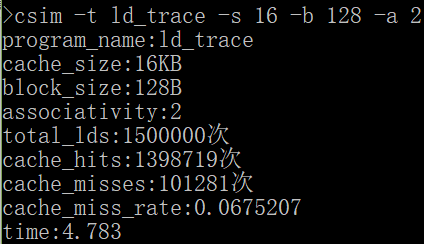 >csim -t ld_trace -s 16 -b 128 -a 2
program_name:ld_trace
cache_size:16KB
block_size:128B
associativity:2
total_lds:1500000次
cache_hits:1398719次
cache_misses:101281次
cache_miss_rate:0.0675207
time:4.783